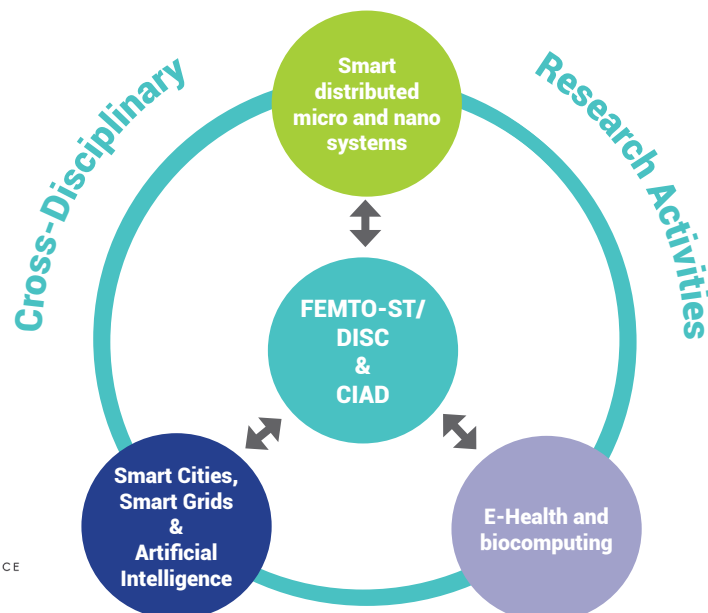 Cross-Disciplinary
Research Activities
Smart
distributed
micro and nano
systems
FEMTO-ST/
DISC
&
CIAD
Smart Cities,
Smart Grids
&
Artificial
Intelligence
E-Health and
biocomputing
CE